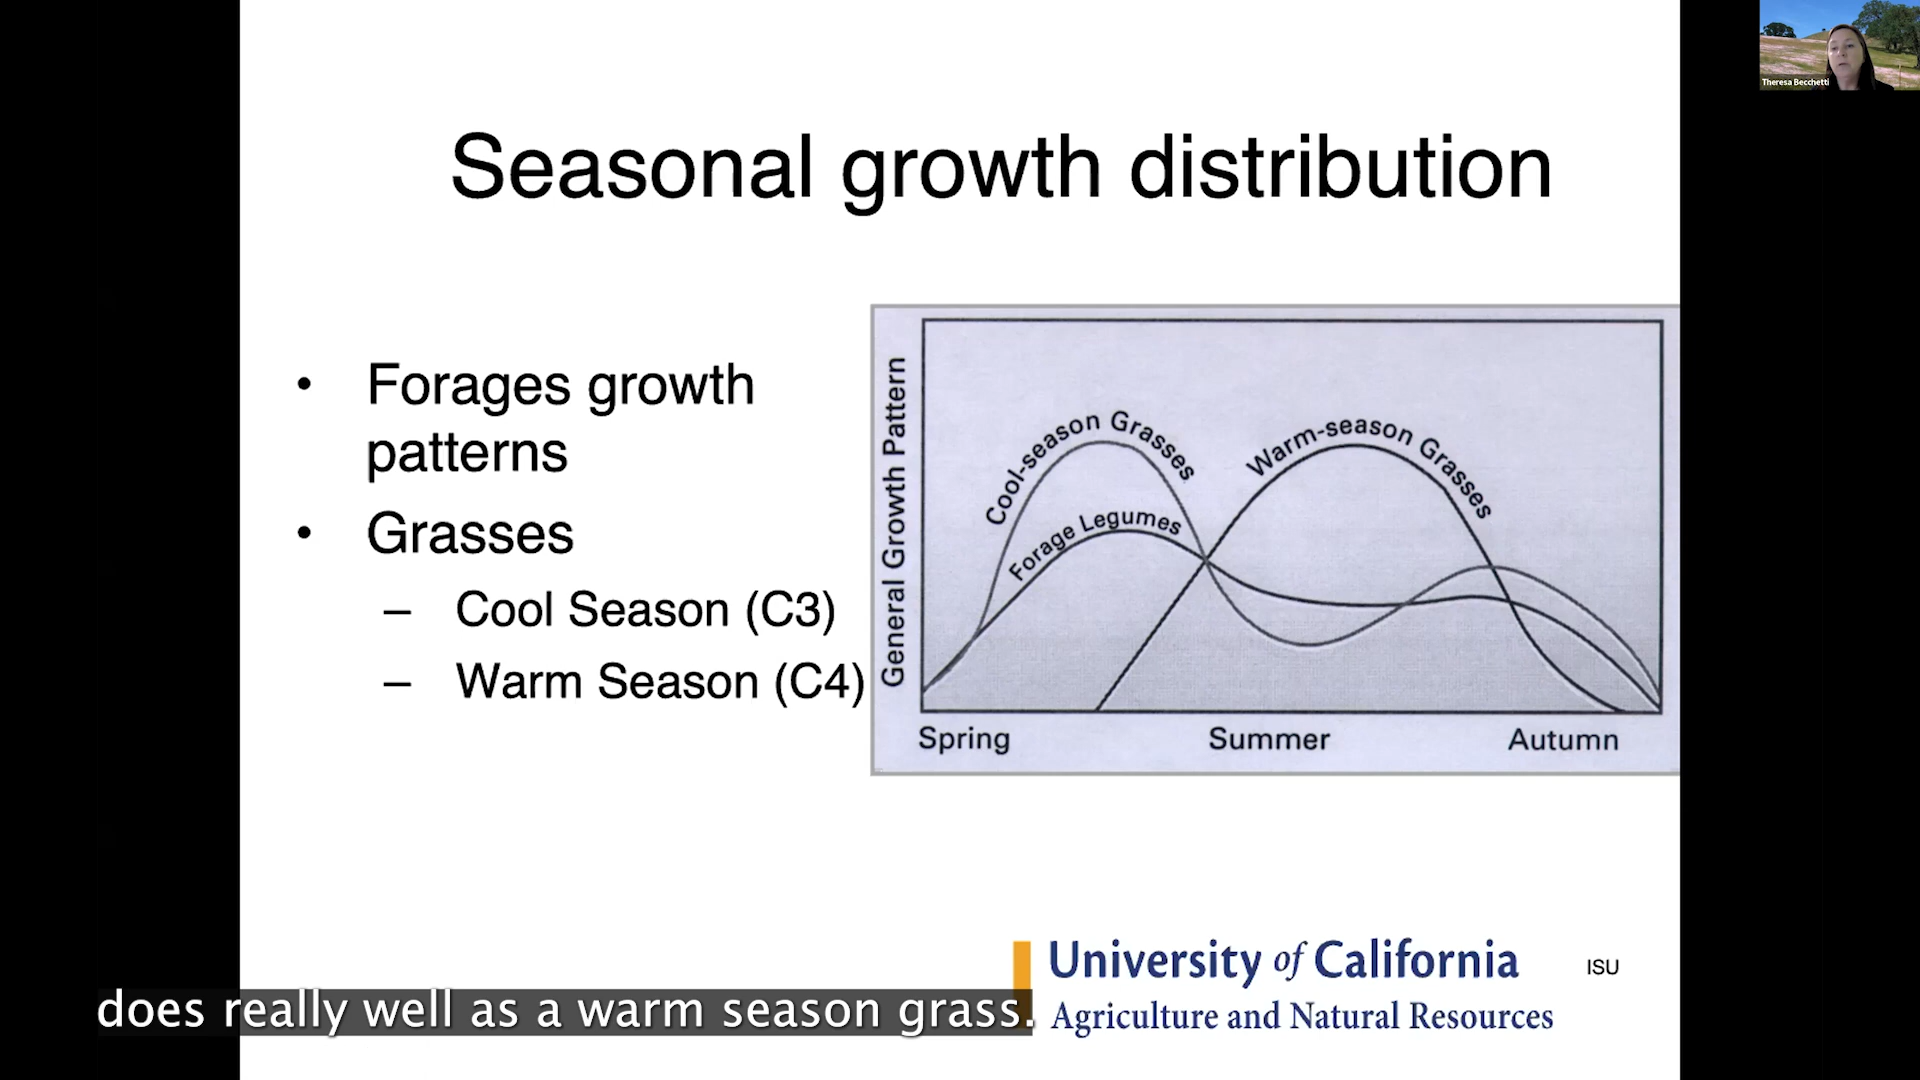 Theresa Becchetti
Seasonal growth distribution
• Forages growth
patterns
• Grasses
– Cool Season (C3)
– Warm Season (C4)
General Growth Pattern
Cool-season Grasses
Forage Legumes
Warm-season Grasses
Spring Summer Autumn
University of California
Agriculture and Natural Resources
ISU
does really well as a warm season grass.